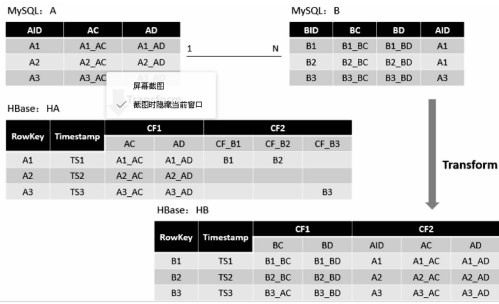 MySQL: A
AID AC AD
A1 A1_AC A1_AD
A2 A2_AC A2_AD
A3 A3_AC A3_AD
1 N
MySQL: B
BID BC BD AID
B1 B1_BC B1_BD A1
B2 B2_BC B2_BD A1
B3 B3_BC B3_BD A3
屏幕截图
截图时隐藏当前窗口
HBase: HA
RowKey Timestamp CF1 CF2
AC AD CF_B1 CF_B2 CF_B3
A1 TS1 A1_AC A1_AD B1 B2
A2 TS2 A2_AC A2_AD
A3 TS3 A3_AC A3_AD B3
Transform
HBase: HB
RowKey Timestamp CF1 CF2
BC BD AID AC AD
B1 TS1 B1_BC B1_BD A1 A1_AC A1_AD
B2 TS2 B2_BC B2_BD A2 A2_AC A2_AD
B3 TS3 B3_AC B3_BD A3 A3_AC A3_AD